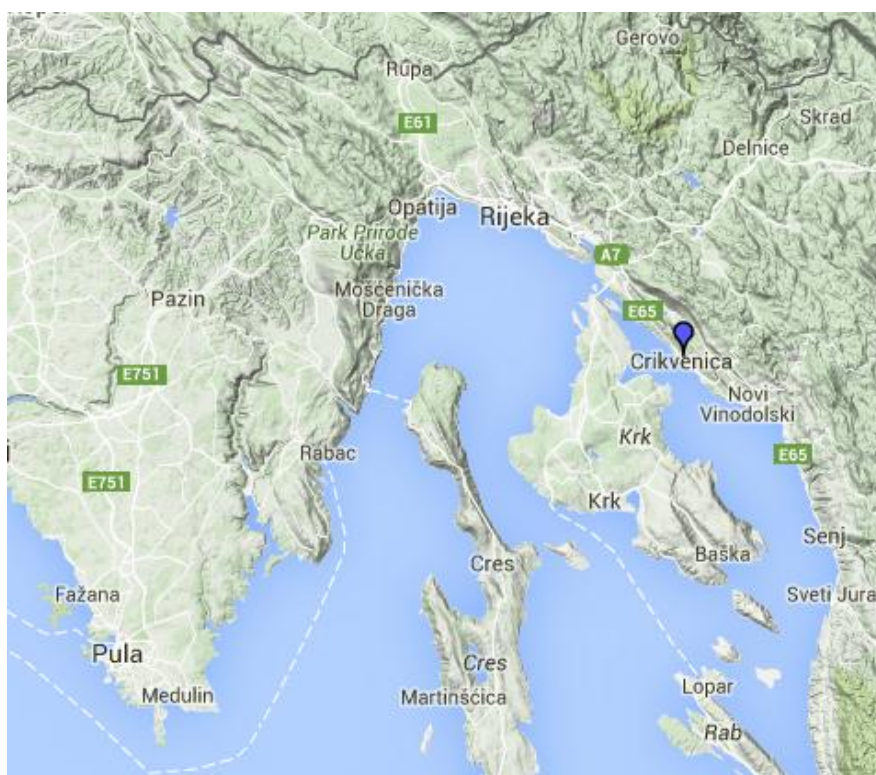 Gerovo
Rupa
Skrad
E61
Delnice
Opatija
Rijeka
Park Prirode
Učka
A7
Pazin
Mošćenička
Draga
E65
Crikvenica
E751
Novi
Vinodolski
Krk
Rabac
E65
E751
Krk
Senj
Baška
Cres
Fažana
Sveti Jura
Pula
Cres
Lopar
Medulin
Martinšćica
Rab